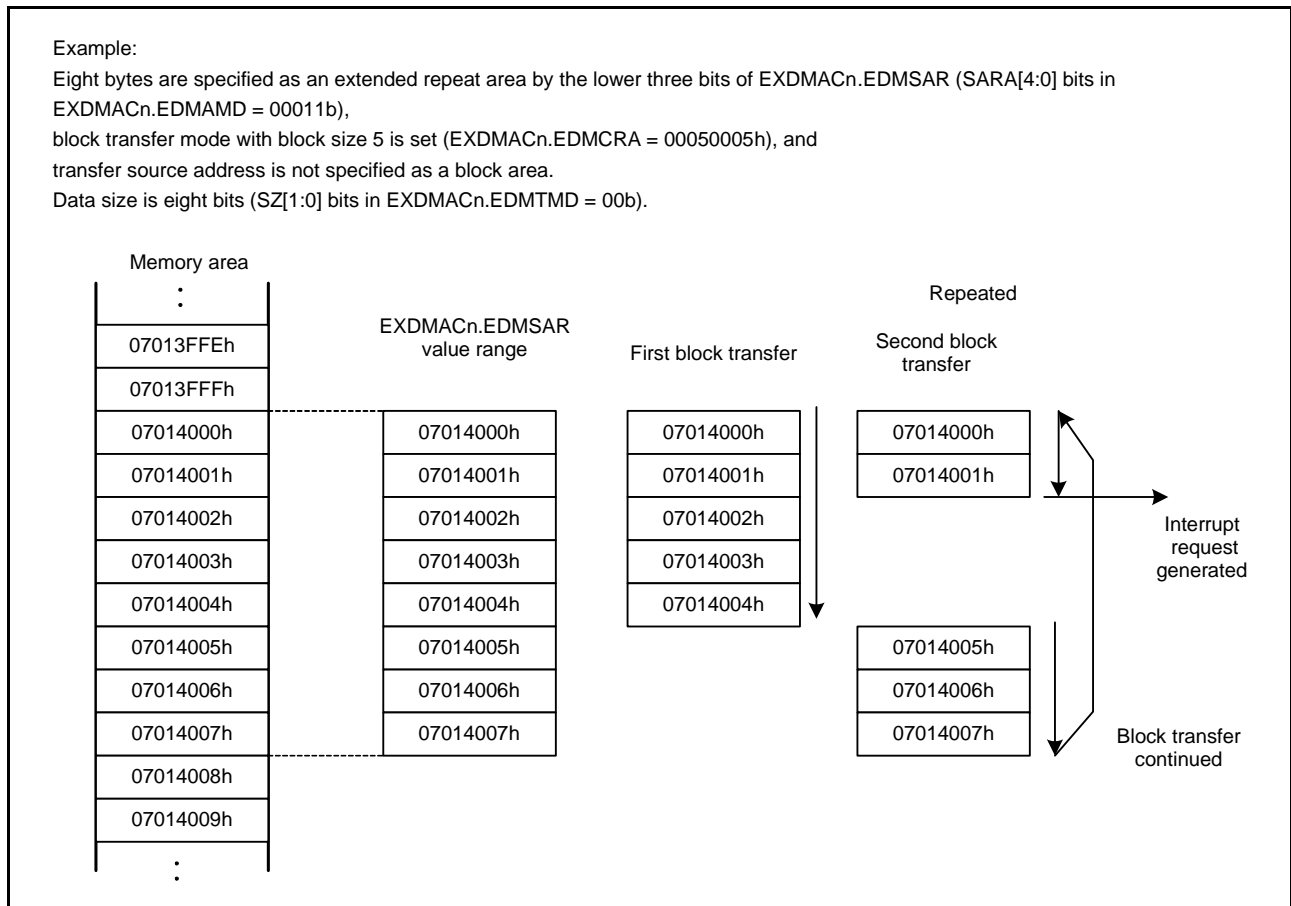 Example:
Eight bytes are specified as an extended repeat area by the lower three bits of EXDMACn.EDMSAR (SARA[4:0] bits in
EXDMACn.EDMAMD = 00011b),
block transfer mode with block size 5 is set (EXDMACn.EDMCRA = 00050005h), and
transfer source address is not specified as a block area.
Data size is eight bits (SZ[1:0] bits in EXDMACn.EDMTMD = 00b).
Memory area
:
07013FFEh
07013FFFh
07014000h
07014001h
07014002h
07014003h
07014004h
07014005h
07014006h
07014007h
07014008h
07014009h
:
EXDMACn.EDMSAR
value range
07014000h
07014001h
07014002h
07014003h
07014004h
07014005h
07014006h
07014007h
First block transfer
07014000h
07014001h
07014002h
07014003h
07014004h
Repeated
Second block
transfer
07014000h
07014001h
07014005h
07014006h
07014007h
Interrupt
request
generated
Block transfer
continued